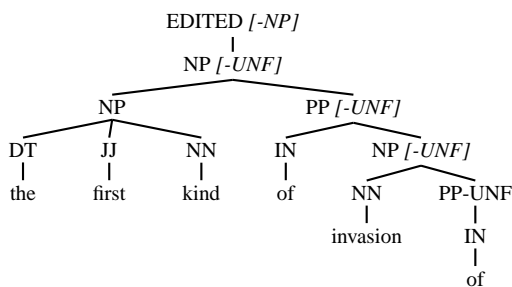 EDITED [-NP]
NP [-UNF]
NP PP [-UNF]
DT JJ NN IN NP [-UNF]
the first kind of NN PP-UNF
invasion IN
of